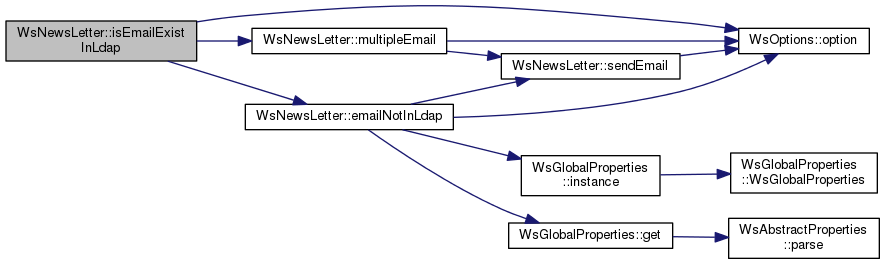 WsNewsLetter::isEmailExist
InLdap
WsNewsLetter::multipleEmail
WsOptions::option
WsNewsLetter::sendEmail
WsNewsLetter::emailNotInLdap
WsGlobalProperties
::instance
WsGlobalProperties
::WsGlobalProperties
WsGlobalProperties::get
WsAbstractProperties
::parse